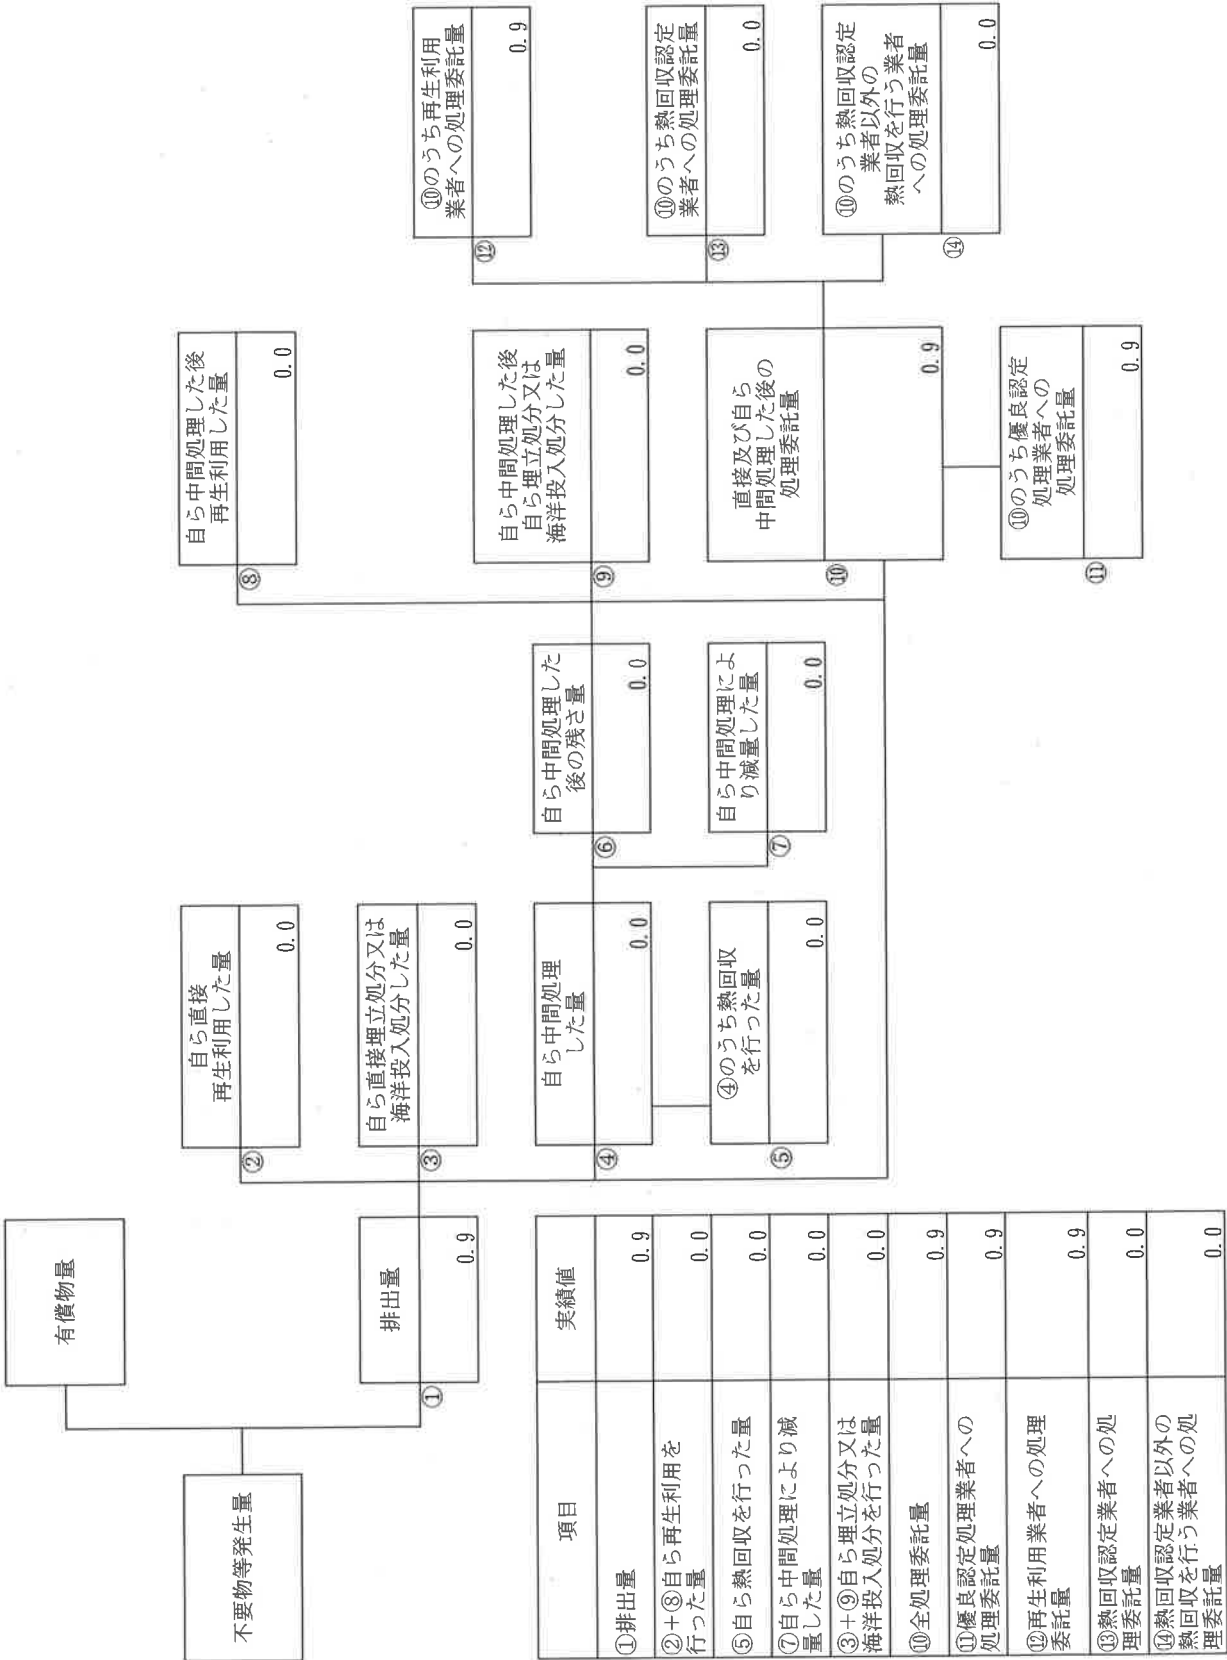 有償物量
不要物等発生量
排出量
①
0.9
自ら直接
再生利用した量
②
0.0
自ら直接埋立処分又は
海洋投入処分した量
③
0.0
自ら中間処理
した量
④
0.0
④のうち熱回収
を行った量
⑤
0.0
自ら中間処理した
後の残さ量
⑥
0.0
自ら中間処理によ
り減量した量
⑦
0.0
自ら中間処理した後
再生利用した量
⑧
0.0
自ら中間処理した後
自ら埋立処分又は
海洋投入処分した量
⑨
0.0
直接及び自ら
中間処理した後の
処理委託量
⑩
0.9
⑩のうち優良認定
処理業者への
処理委託量
⑪
0.9
⑩のうち再生利用
業者への処理委託量
⑫
0.9
⑩のうち熱回収認定
業者への処理委託量
⑬
0.0
⑩のうち熱回収認定
業者以外の
熱回収を行う業者
への処理委託量
⑭
0.0
項目 実績値
①排出量 0.9
②+⑧自ら再生利用を
行った量 0.0
⑤自ら熱回収を行った量 0.0
⑦自ら中間処理により減
量した量 0.0
③+⑨自ら埋立処分又は
海洋投入処分を行った量 0.0
⑩全処理委託量 0.9
⑪優良認定処理業者への
処理委託量 0.9
⑫再生利用業者への処理
委託量 0.9
⑬熱回収認定業者への処
理委託量 0.0
⑭熱回収認定業者以外の
熱回収を行う業者への処
理委託量 0.0